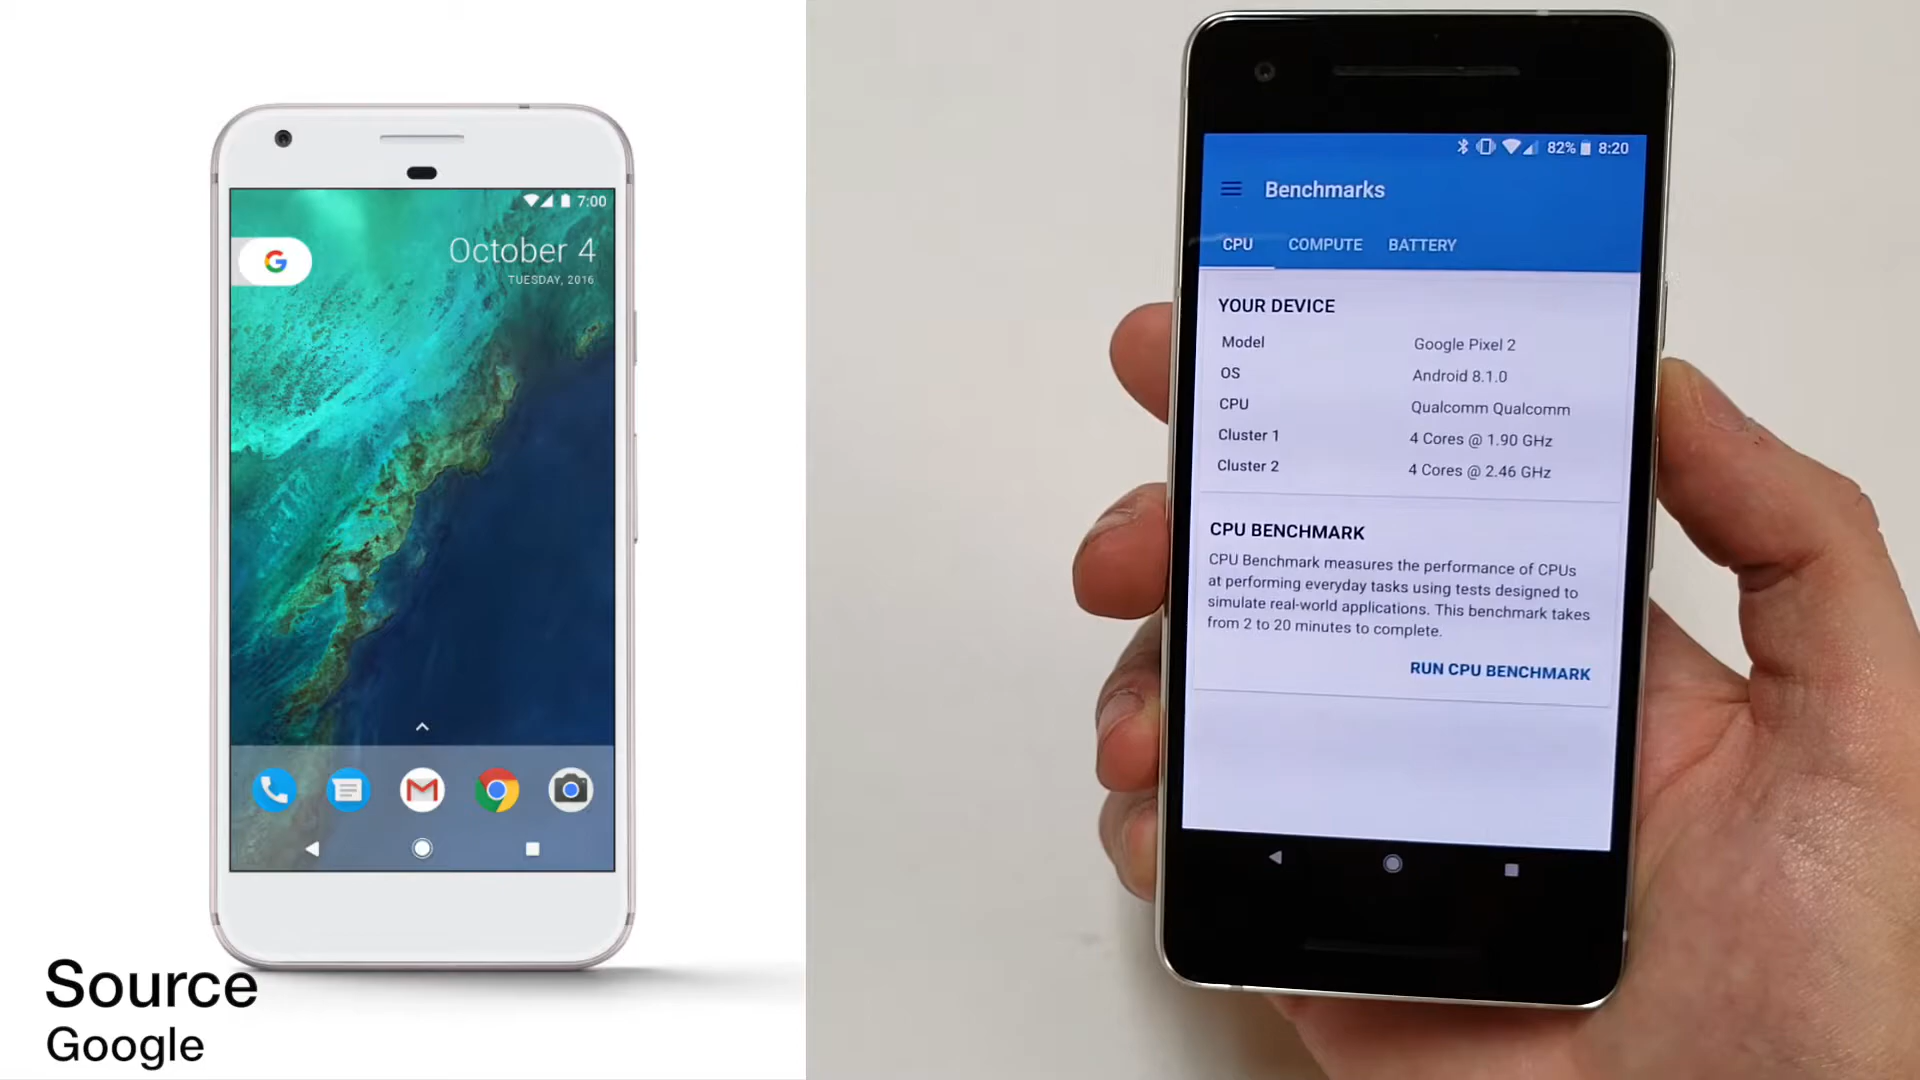 7:00
G
October 4
TUESDAY, 2016
Source
Google
82% 8:20
Benchmarks
CPU COMPUTE BATTERY
YOUR DEVICE
Model Google Pixel 2
OS Android 8.1.0
CPU Qualcomm Qualcomm
Cluster 1 4 Cores @ 1.90 GHz
Cluster 2 4 Cores @ 2.46 GHz
CPU BENCHMARK
CPU Benchmark measures the performance of CPUs
at performing everyday tasks using tests designed to
simulate real-world applications. This benchmark takes
from 2 to 20 minutes to complete.
RUN CPU BENCHMARK